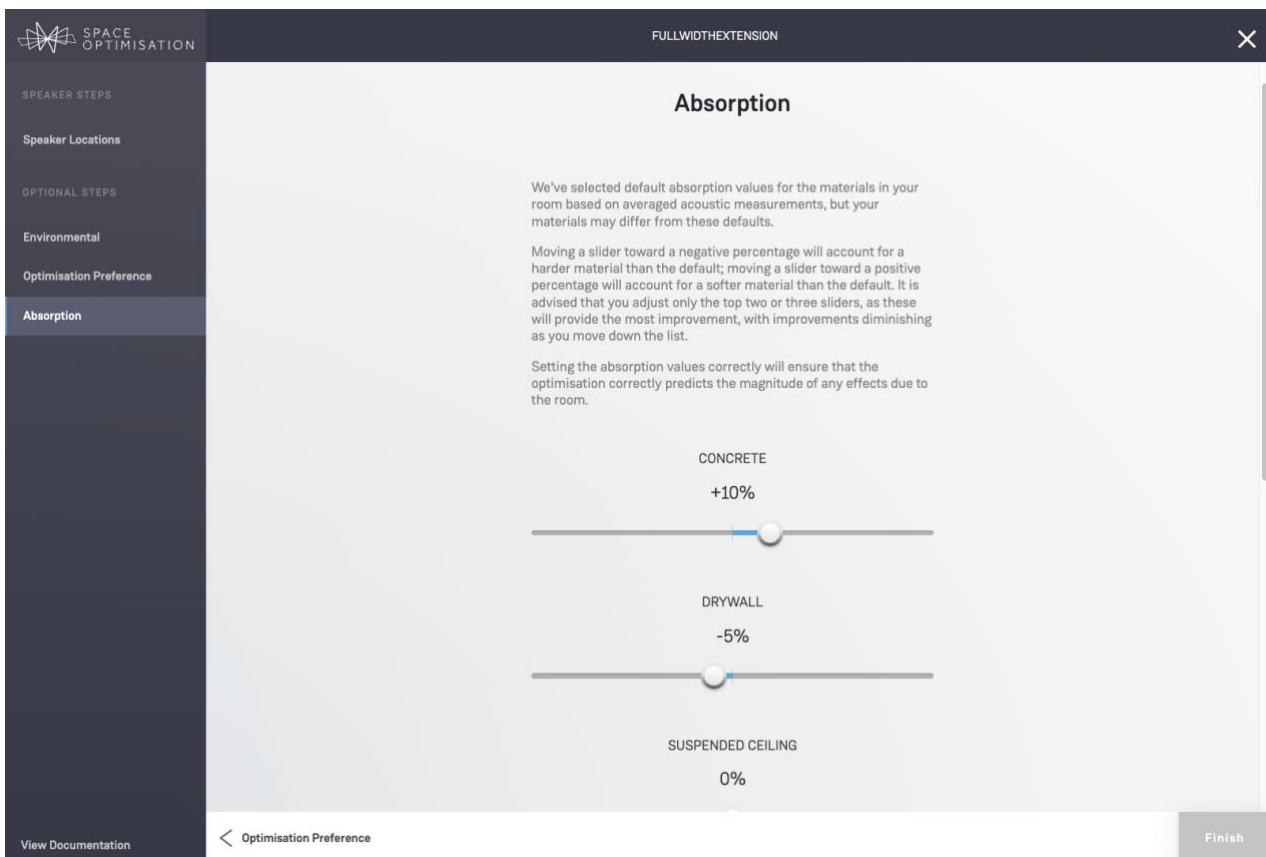 SPACE
OPTIMISATION
FULLWIDTHEXTENSION
SPEAKER STEPS
Speaker Locations
OPTIONAL STEPS
Environmental
Optimisation Preference
Absorption
View Documentation
Absorption
We've selected default absorption values for the materials in your
room based on averaged acoustic measurements, but your
materials may differ from these defaults.
Moving a slider toward a negative percentage will account for a
harder material than the default; moving a slider toward a positive
percentage will account for a softer material than the default. It is
advised that you adjust only the top two or three sliders, as these
will provide the most improvement, with improvements diminishing
as you move down the list.
Setting the absorption values correctly will ensure that the
optimisation correctly predicts the magnitude of any effects due to
the room.
CONCRETE
+10%
DRYWALL
-5%
SUSPENDED CEILING
0%
Optimisation Preference
Finish